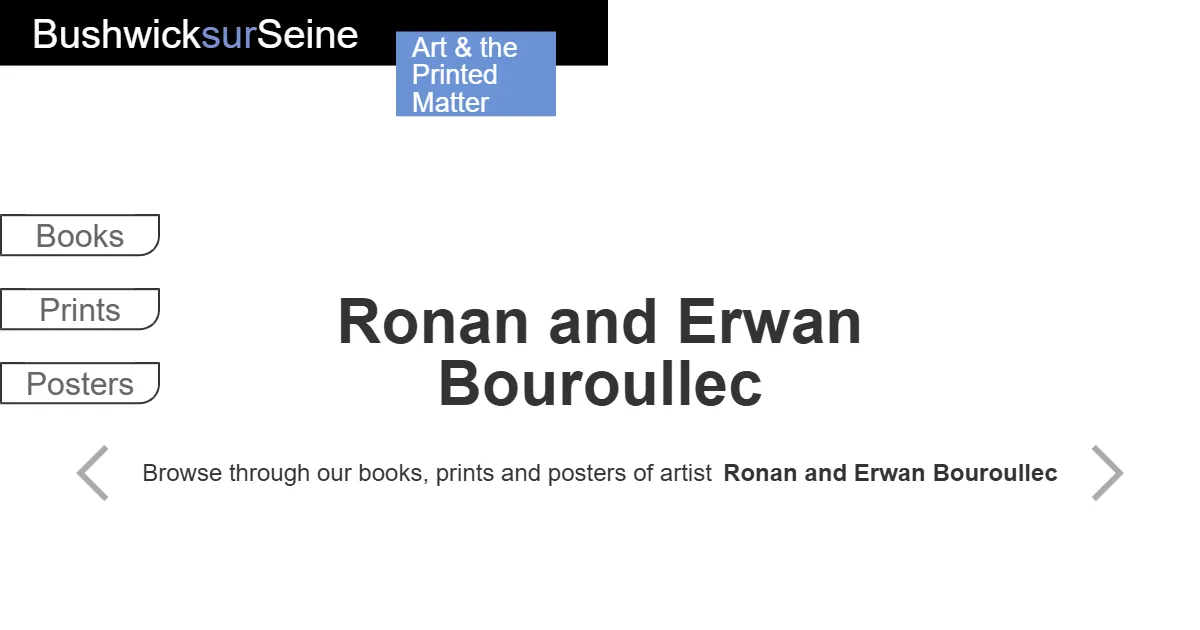 BushwicksurSeine
Art & the
Printed
Matter
Books
Prints
Posters
Ronan and Erwan
Bouroullec
Browse through our books, prints and posters of artist Ronan and Erwan Bouroullec